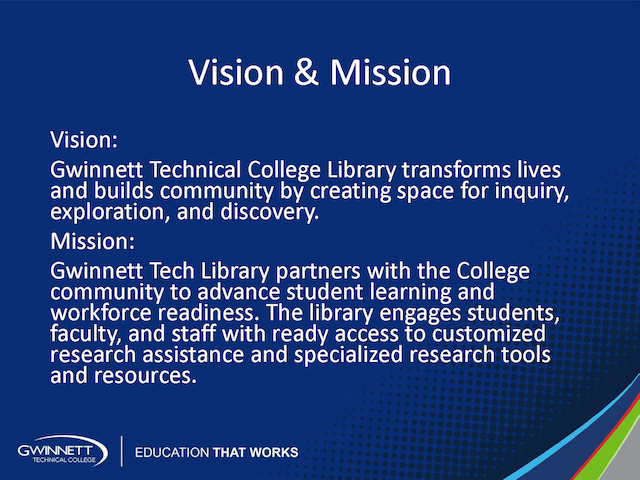 Vision & Mission
Vision:
Gwinnett Technical College Library transforms lives
and builds community by creating space for inquiry,
exploration, and discovery.
Mission:
Gwinnett Tech Library partners with the College
community to advance student learning and
workforce readiness. The library engages students,
faculty, and staff with ready access to customized
research assistance and specialized research tools
and resources.
GWINNETT
TECHNICAL COLLEGE
EDUCATION THAT WORKS